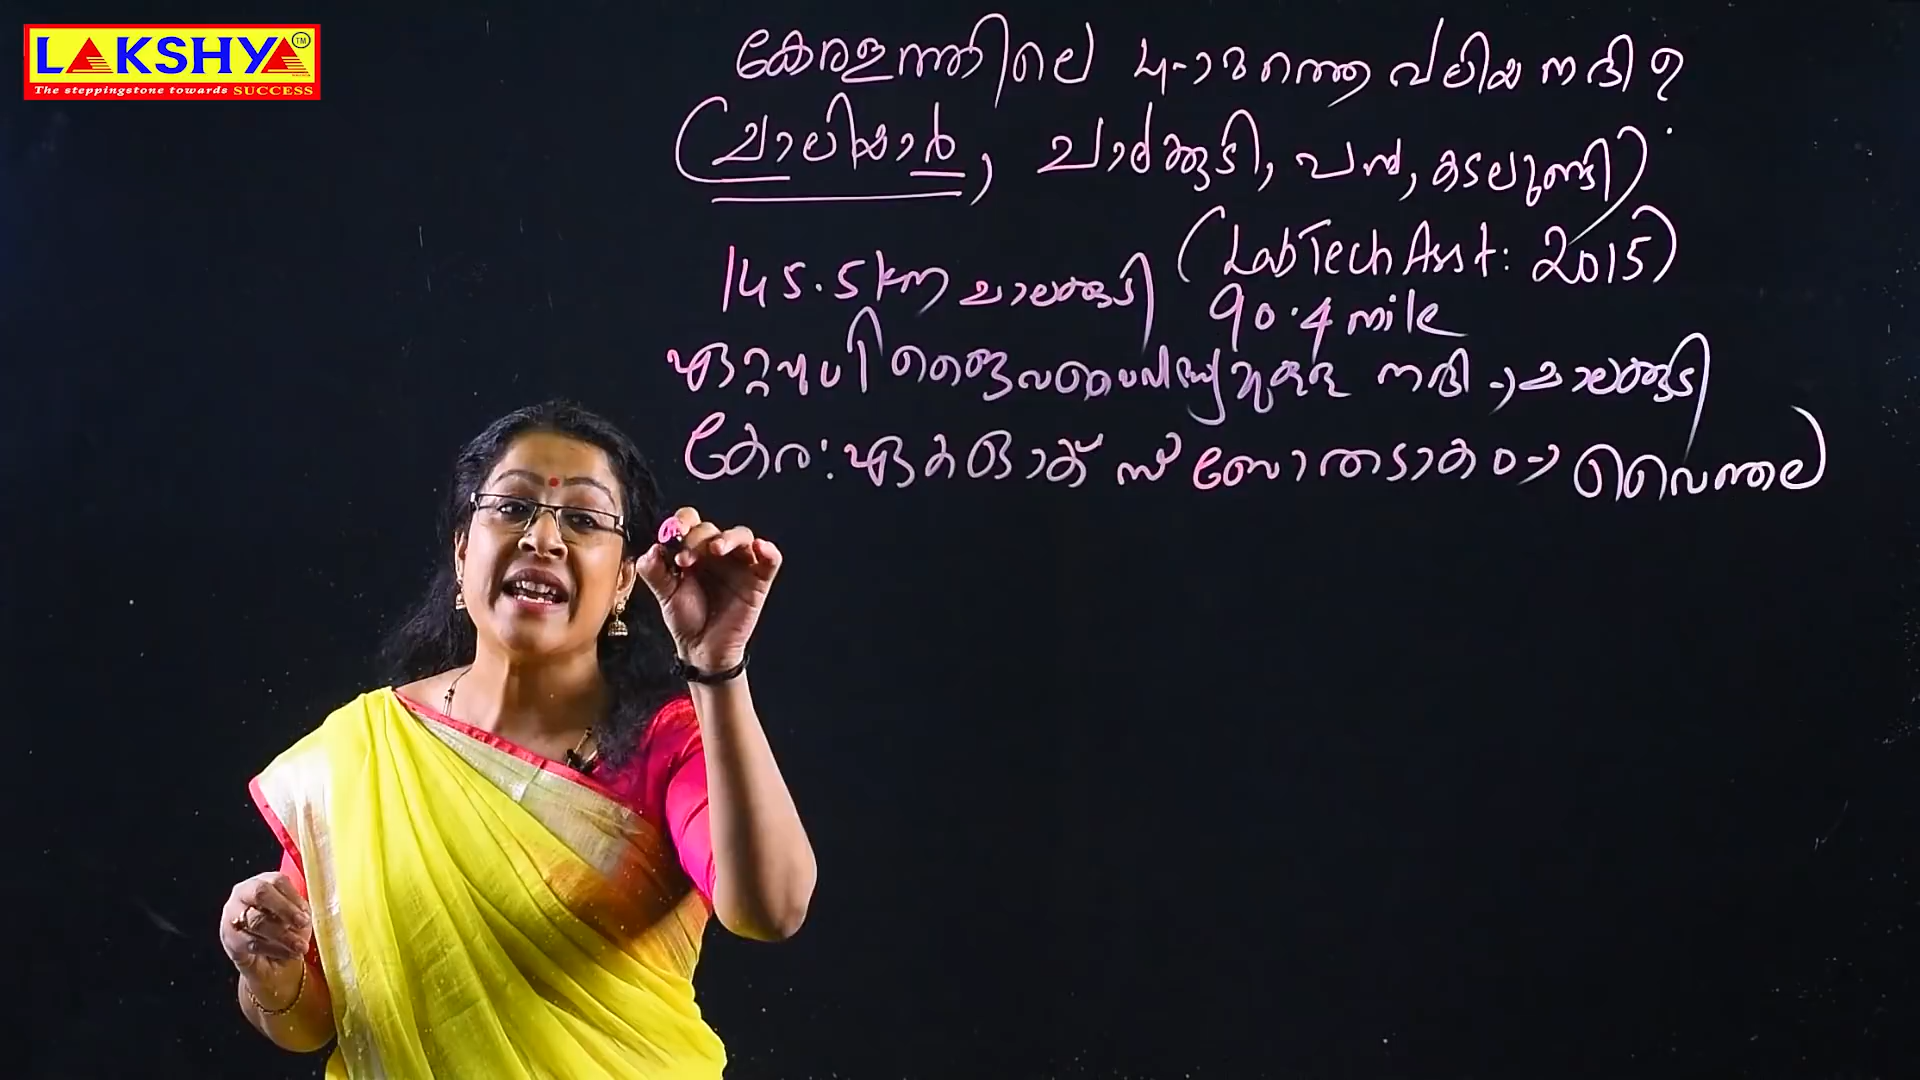 LAKSHYA TM
The steppingstone towards SUCCESS
കേരളത്തിലെ 4-ാമത്തെ വലിയ നദി ?
(ചാലിയാർ, ചാലക്കുടി, പമ്പ, കടലുണ്ടി)
(Lab Tech Asst: 2015)
145.5 km ചാലക്കുടി 90.4 mile
ഏറ്റവും ജൈവവൈവിധ്യമുള്ള നദി → ചാലക്കുടി
കേര: ഏക ഓക്സ്ബോ തടാകം → വൈന്തല